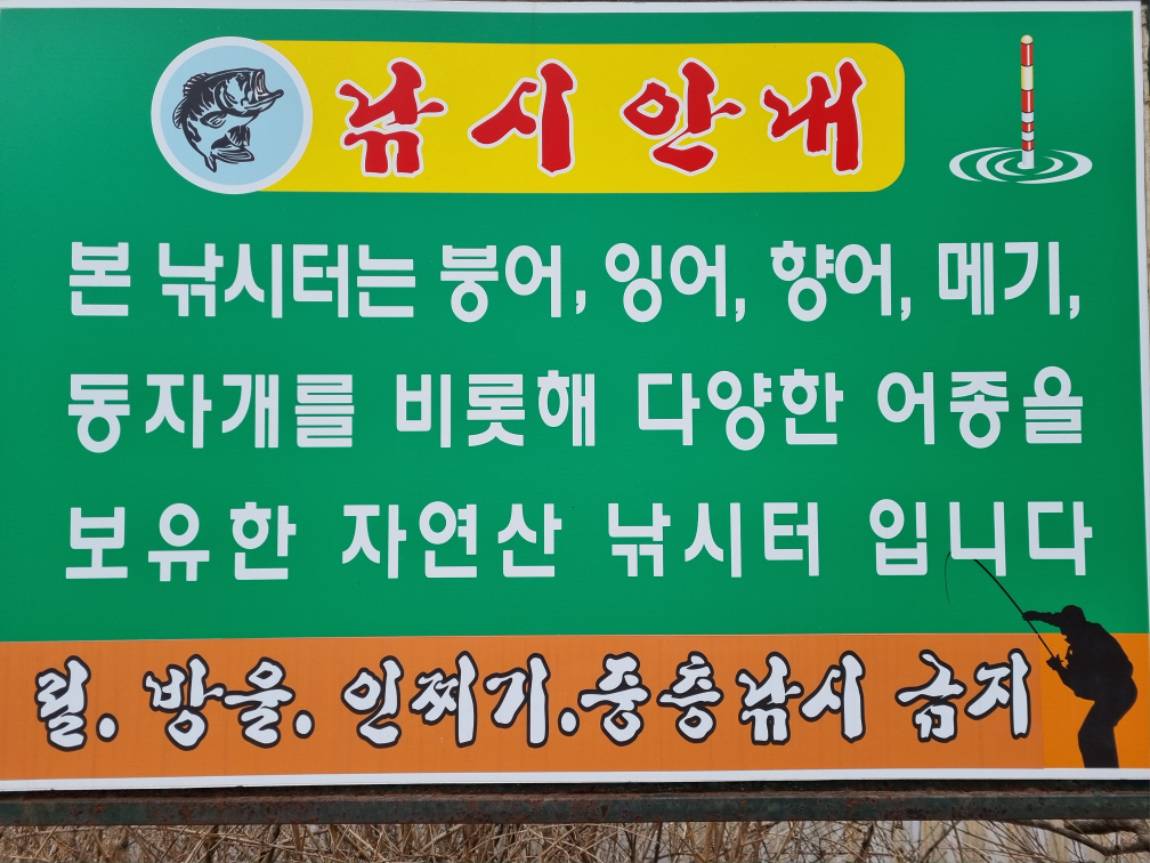 낚시안내
본 낚시터는 붕어, 잉어, 향어, 메기,
동자개를 비롯해 다양한 어종을
보유한 자연산 낚시터 입니다
릴. 방울. 인찌기.중층낚시 금지